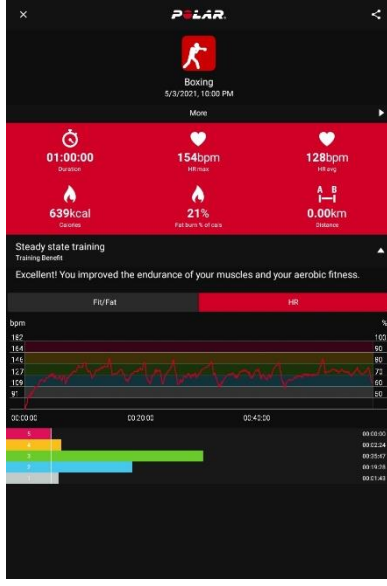 POLAR
Boxing
5/3/2021, 10:00 PM
More
01:00:00
Duration
154bpm
HR max
128bpm
HR avg
639kcal
Calories
21%
Fat burn % of cals
A B
0.00km
Distance
Steady state training
Training Benefit
Excellent! You improved the endurance of your muscles and your aerobic fitness.
Fit/Fat
HR
bpm
%
182
100
164
90
146
80
127
70
109
60
91
50
00:00:00
00:20:00
00:40:00
5
00:00:00
4
00:02:24
3
00:35:47
2
00:19:28
00:01:43